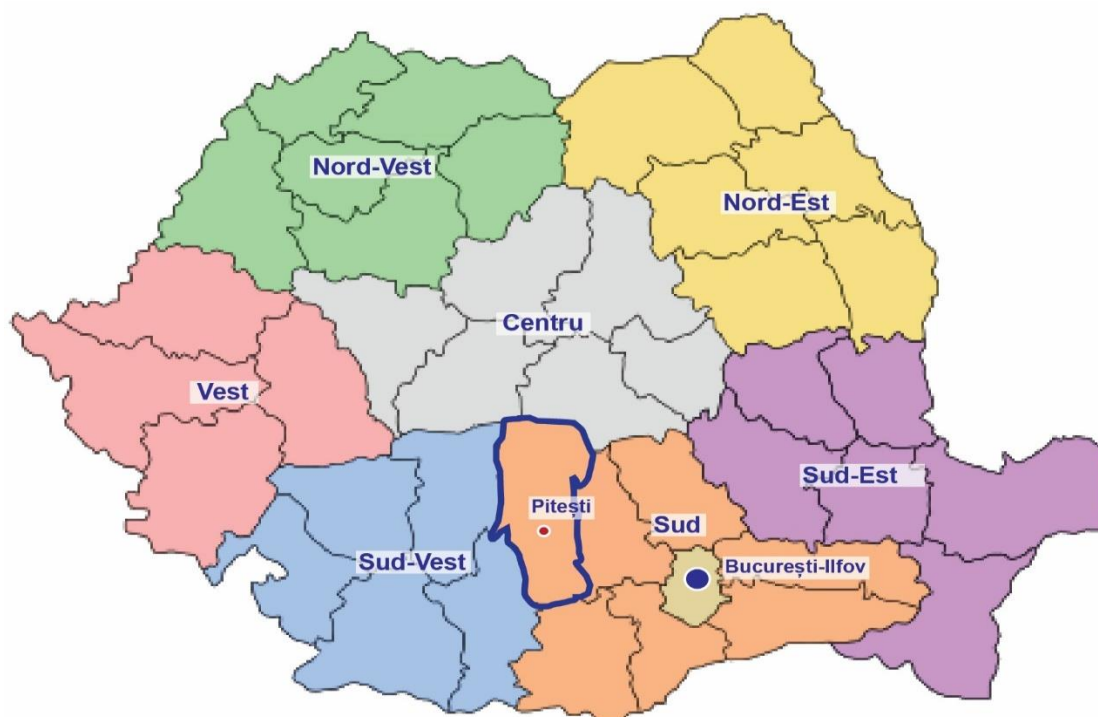 Nord-Vest
Nord-Est
Centru
Vest
Sud-Est
Pitești
Sud
Sud-Vest
București-Ilfov